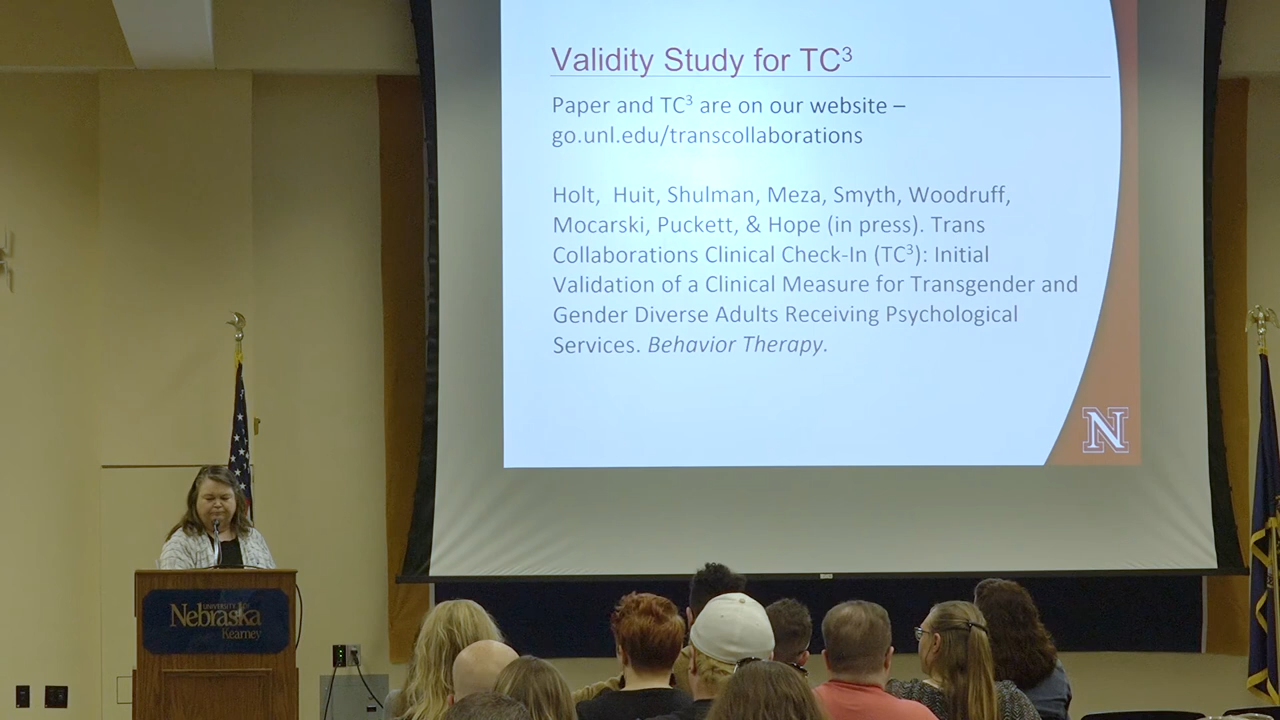 Validity Study for TC³
Paper and TC³ are on our website –
go.unl.edu/transcollaborations
Holt, Huit, Shulman, Meza, Smyth, Woodruff,
Mocarski, Puckett, & Hope (in press). Trans
Collaborations Clinical Check-In (TC³): Initial
Validation of a Clinical Measure for Transgender and
Gender Diverse Adults Receiving Psychological
Services. Behavior Therapy.
N
UNIVERSITY OF
Nebraska
Kearney